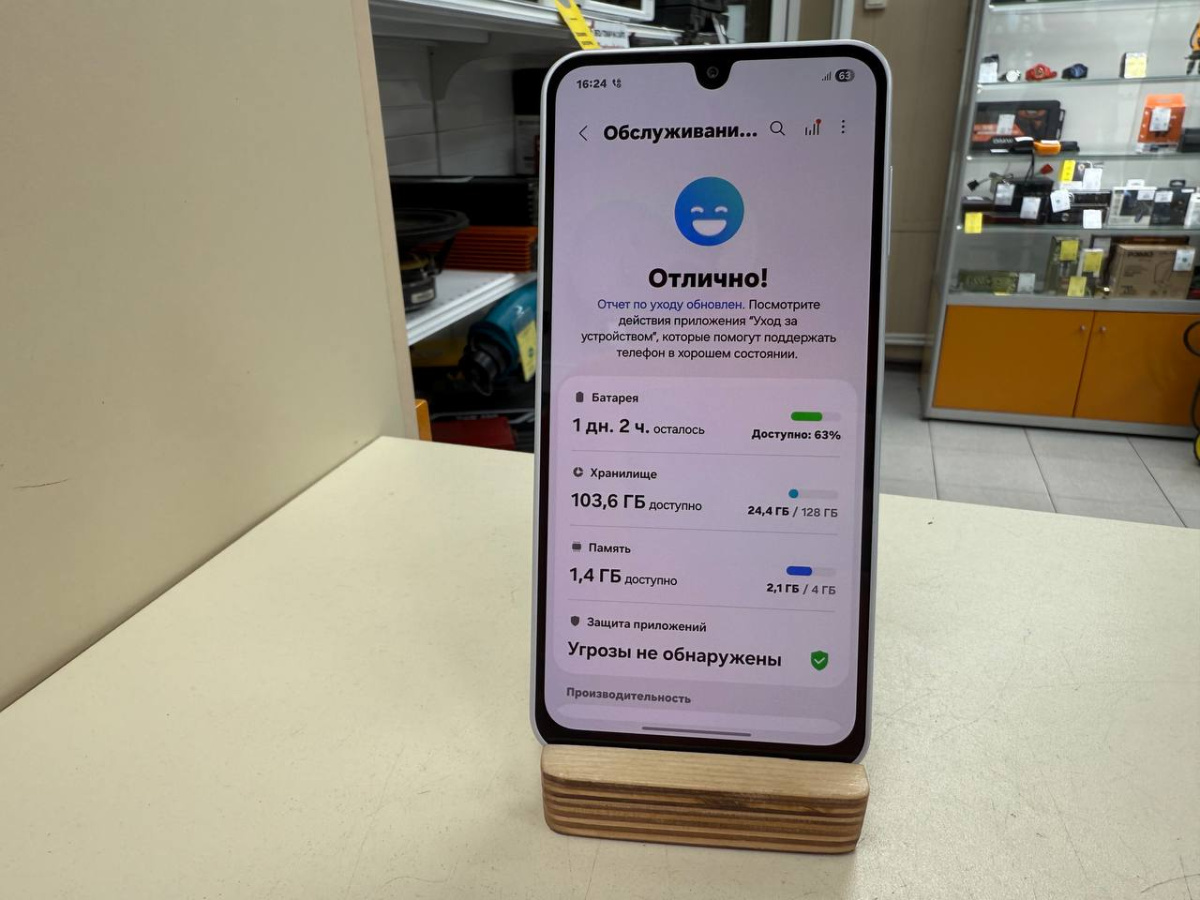 16:24
63
Обслуживани...
Отлично!
Отчет по уходу обновлен. Посмотрите
действия приложения "Уход за
устройством", которые помогут поддержать
телефон в хорошем состоянии.
Батарея
1 дн. 2 ч. осталось
Доступно: 63%
Хранилище
103,6 ГБ доступно
24,4 ГБ / 128 ГБ
Память
1,4 ГБ доступно
2,1 ГБ / 4 ГБ
Защита приложений
Угрозы не обнаружены
Производительность